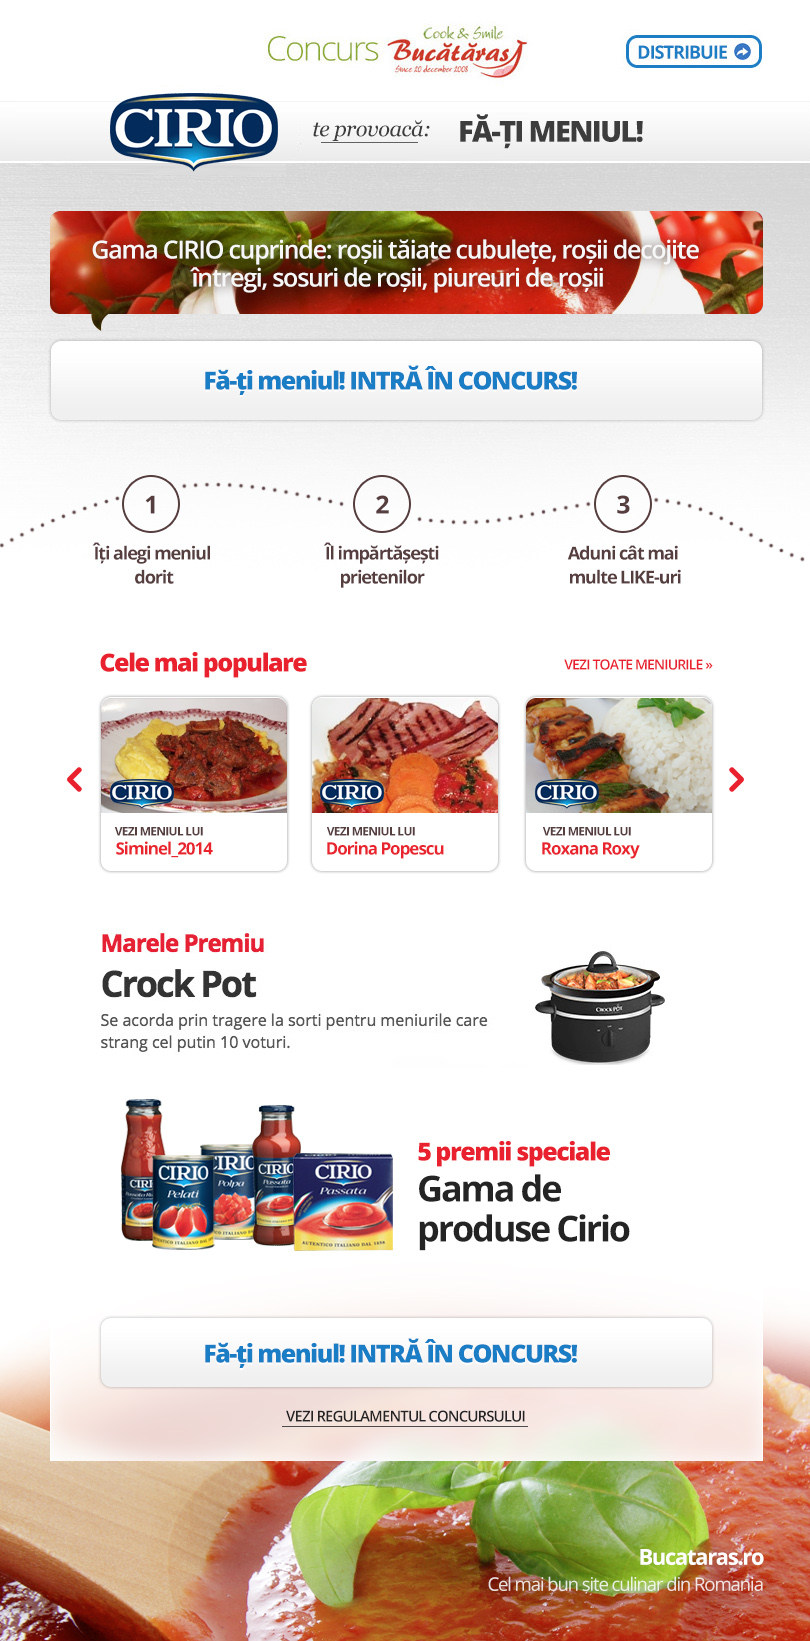 Concurs
Cook & Smile
Bucătăraș
Since 20 december 2003
DISTRIBUIE
CIRIO
te provoacă:
FĂ-ȚI MENIUL!
Gama CIRIO cuprinde: roșii tăiate cubulețe, roșii decojite
întregi, sosuri de roșii, piureuri de roșii
Fă-ți meniul! INTRĂ ÎN CONCURS!
1
2
3
Îți alegi meniul
dorit
Îl impărtășești
prietenilor
Aduni cât mai
multe LIKE-uri
Cele mai populare
VEZI TOATE MENIURILE »
CIRIO
CIRIO
CIRIO
VEZI MENIUL LUI
Siminel_2014
VEZI MENIUL LUI
Dorina Popescu
VEZI MENIUL LUI
Roxana Roxy
Marele Premiu
Crock Pot
Se acorda prin tragere la sorti pentru meniurile care
strang cel putin 10 voturi.
CROCK·POT
CIRIO
Pelati
CIRIO
Polpa
CIRIO
Passata
CIRIO
Passata
AUTENTICO ITALIANO DAL 1856
5 premii speciale
Gama de
produse Cirio
Fă-ți meniul! INTRĂ ÎN CONCURS!
VEZI REGULAMENTUL CONCURSULUI
Bucataras.ro
Cel mai bun site culinar din Romania